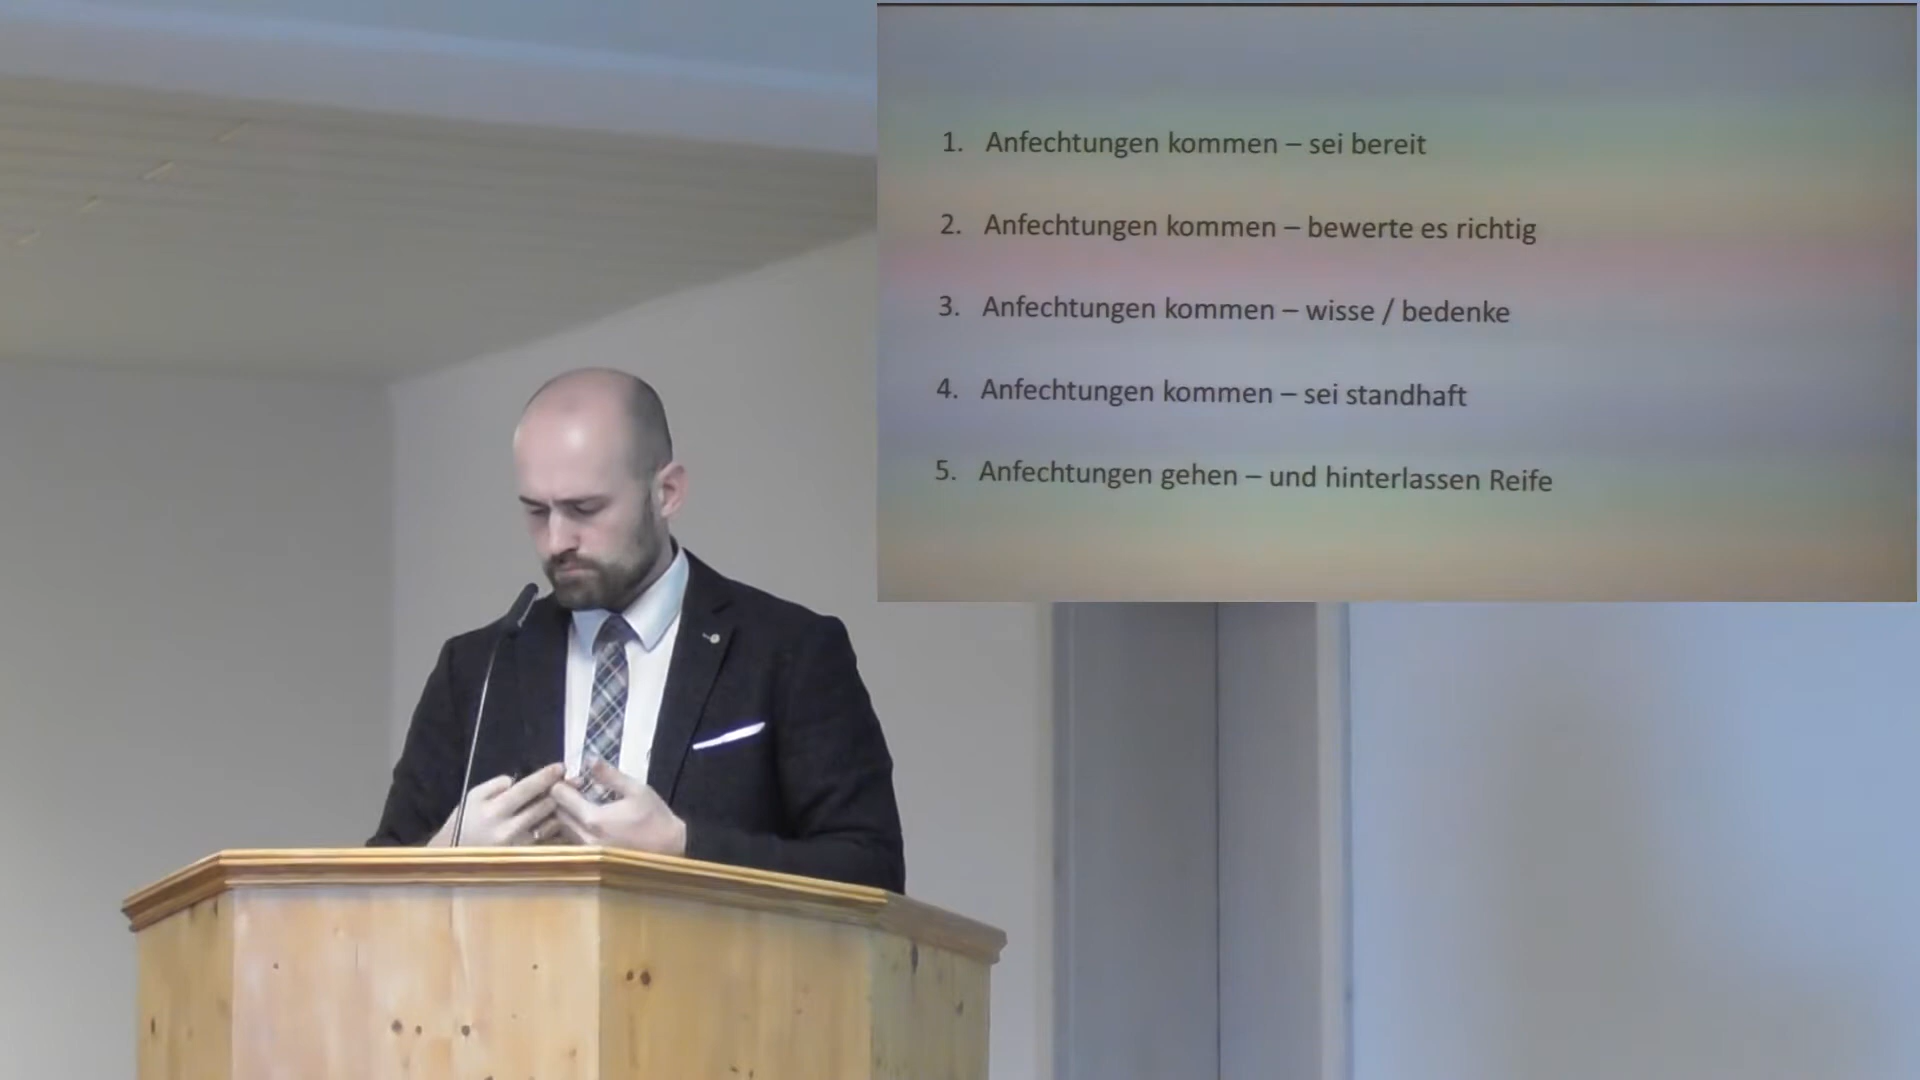 1. Anfechtungen kommen – sei bereit
2. Anfechtungen kommen – bewerte es richtig
3. Anfechtungen kommen – wisse / bedenke
4. Anfechtungen kommen – sei standhaft
5. Anfechtungen gehen – und hinterlassen Reife